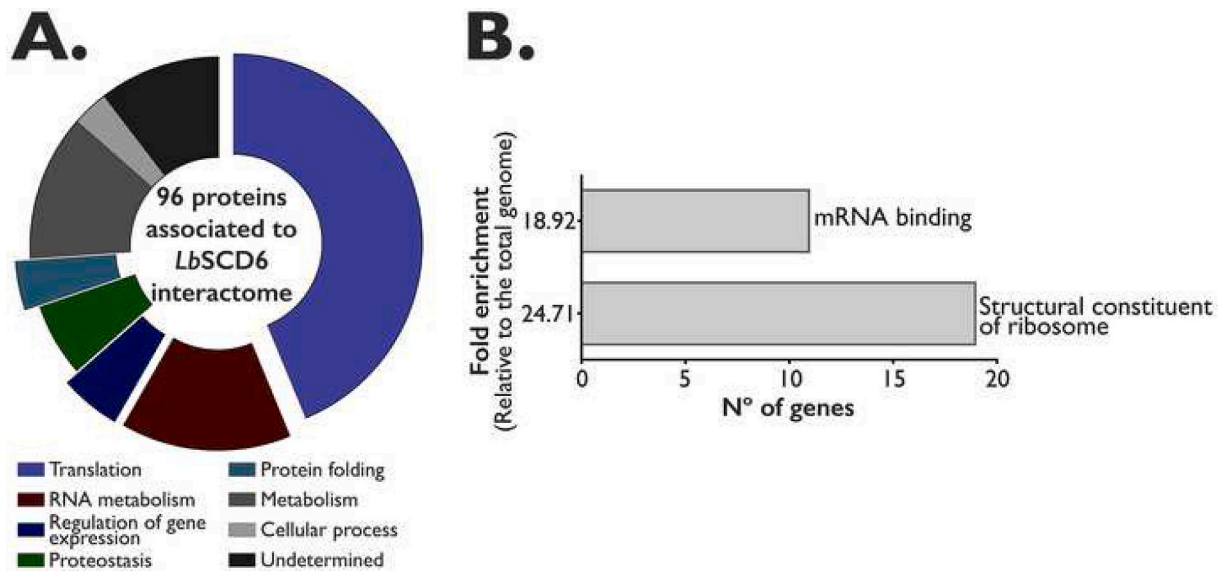 A.
96 proteins
associated to
LbSCD6
interactome
Translation
RNA metabolism
Regulation of gene
expression
Proteostasis
Protein folding
Metabolism
Cellular process
Undetermined
B.
Fold enrichment
(Relative to the total genome)
18.92
mRNA binding
24.71
Structural constituent
of ribosome
0 5 10 15 20
Nº of genes